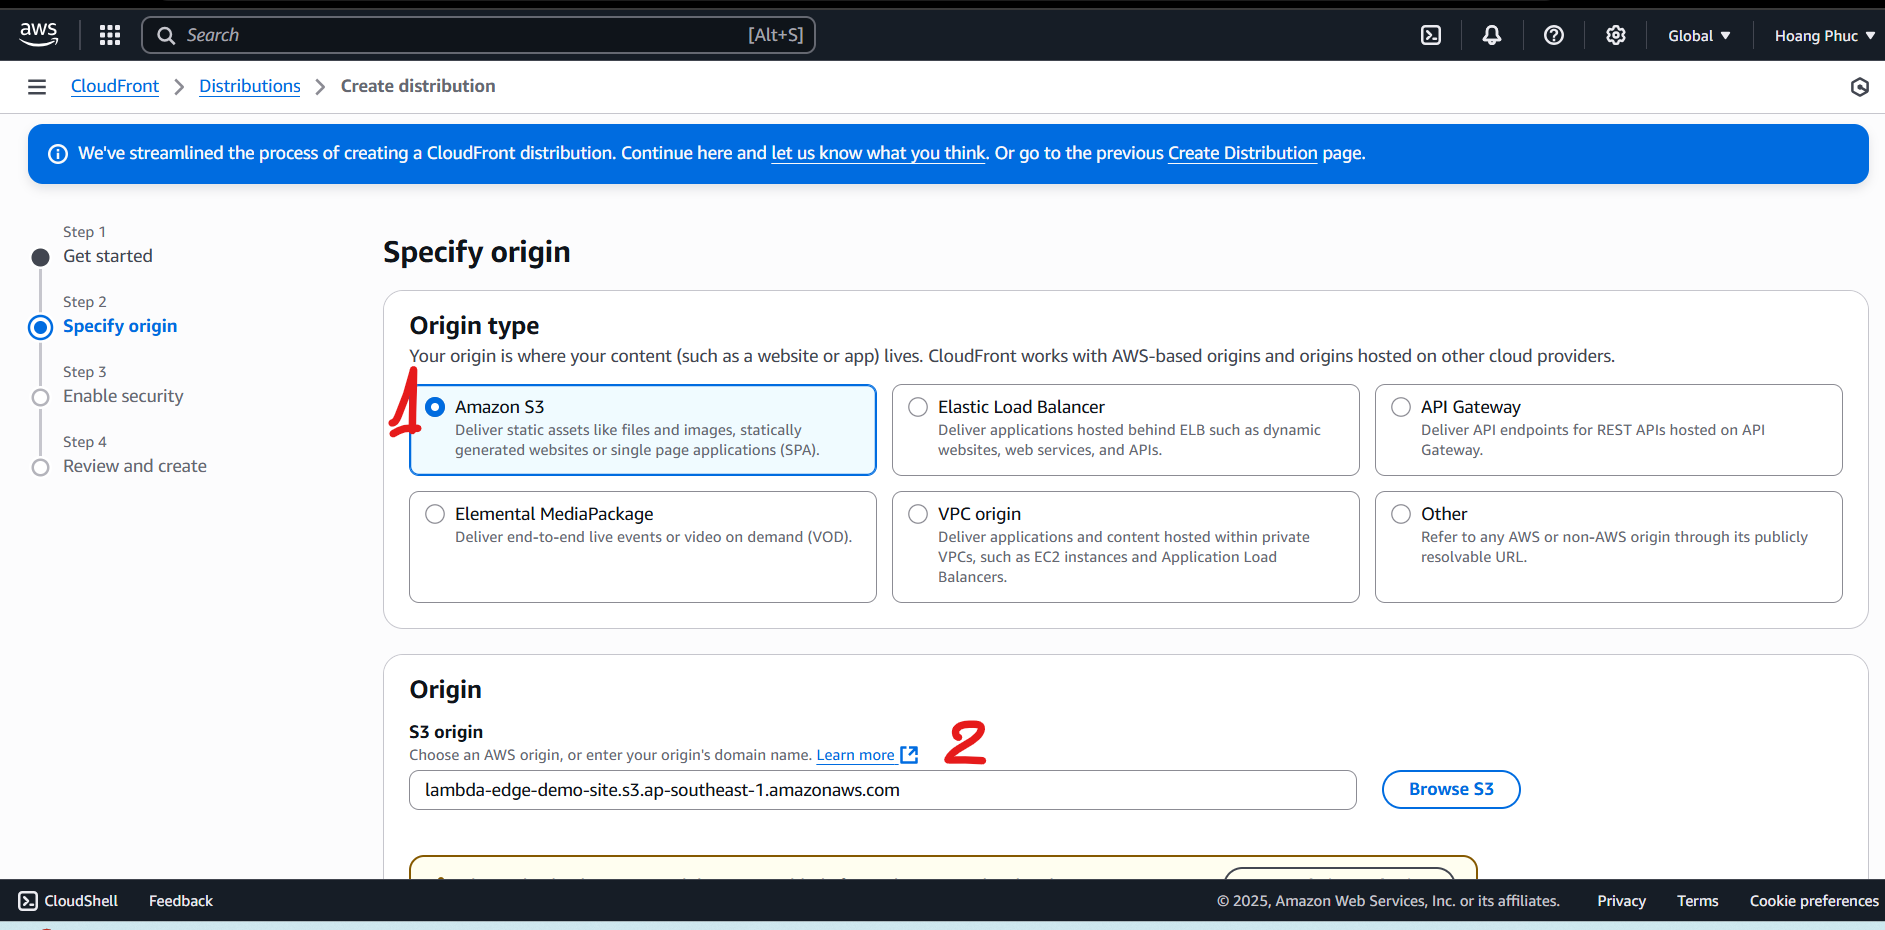 aws
Search
[Alt+S]
Global
Hoang Phuc
CloudFront
Distributions
Create distribution
We've streamlined the process of creating a CloudFront distribution. Continue here and let us know what you think. Or go to the previous Create Distribution page.
Step 1
Get started
Step 2
Specify origin
Step 3
Enable security
Step 4
Review and create
Specify origin
Origin type
Your origin is where your content (such as a website or app) lives. CloudFront works with AWS-based origins and origins hosted on other cloud providers.
1
Amazon S3
Deliver static assets like files and images, statically
generated websites or single page applications (SPA).
Elastic Load Balancer
Deliver applications hosted behind ELB such as dynamic
websites, web services, and APIs.
API Gateway
Deliver API endpoints for REST APIs hosted on API
Gateway.
Elemental MediaPackage
Deliver end-to-end live events or video on demand (VOD).
VPC origin
Deliver applications and content hosted within private
VPCs, such as EC2 instances and Application Load
Balancers.
Other
Refer to any AWS or non-AWS origin through its publicly
resolvable URL.
Origin
S3 origin
2
Choose an AWS origin, or enter your origin's domain name. Learn more
lambda-edge-demo-site.s3.ap-southeast-1.amazonaws.com
Browse S3
CloudShell
Feedback
© 2025, Amazon Web Services, Inc. or its affiliates.
Privacy
Terms
Cookie preferences